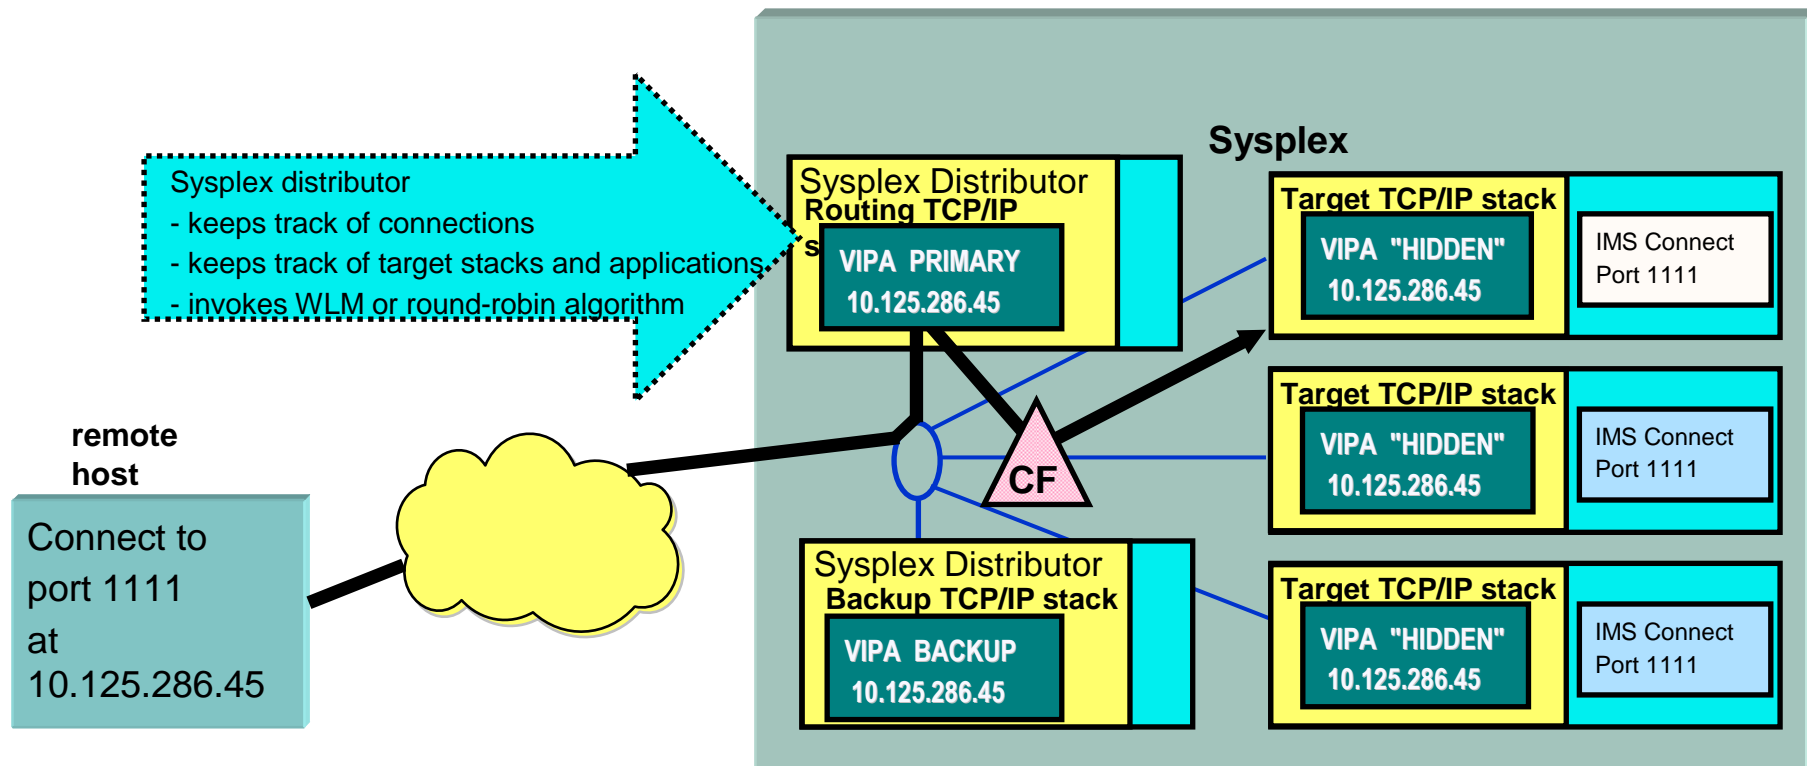 Sysplex
Sysplex distributor
- keeps track of connections
- keeps track of target stacks and applications
- invokes WLM or round-robin algorithm
Sysplex Distributor
Routing TCP/IP
s
VIPA PRIMARY
10.125.286.45
Target TCP/IP stack
VIPA "HIDDEN"
10.125.286.45
IMS Connect
Port 1111
Target TCP/IP stack
VIPA "HIDDEN"
10.125.286.45
IMS Connect
Port 1111
remote
host
Connect to
port 1111
at
10.125.286.45
CF
Sysplex Distributor
Backup TCP/IP stack
VIPA BACKUP
10.125.286.45
Target TCP/IP stack
VIPA "HIDDEN"
10.125.286.45
IMS Connect
Port 1111